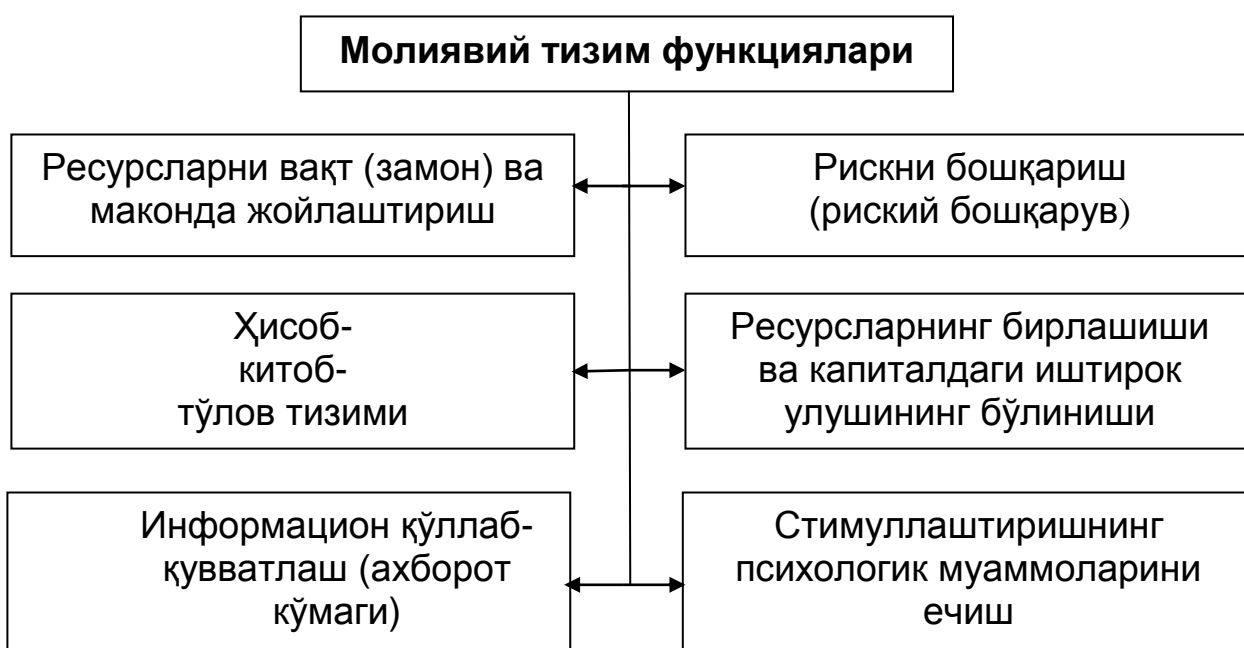 Молиявий тизим функциялари
Ресурсларни вақт (замон) ва
маконда жойлаштириш
Рискни бошқариш
(риский бошқарув)
Ҳисоб-
китоб-
тўлов тизими
Ресурсларнинг бирлашиши
ва капиталдаги иштирок
улушининг бўлиниши
Информацион қўллаб-
қувватлаш (ахборот
кўмаги)
Стимуллаштиришнинг
психологик муаммоларини
ечиш